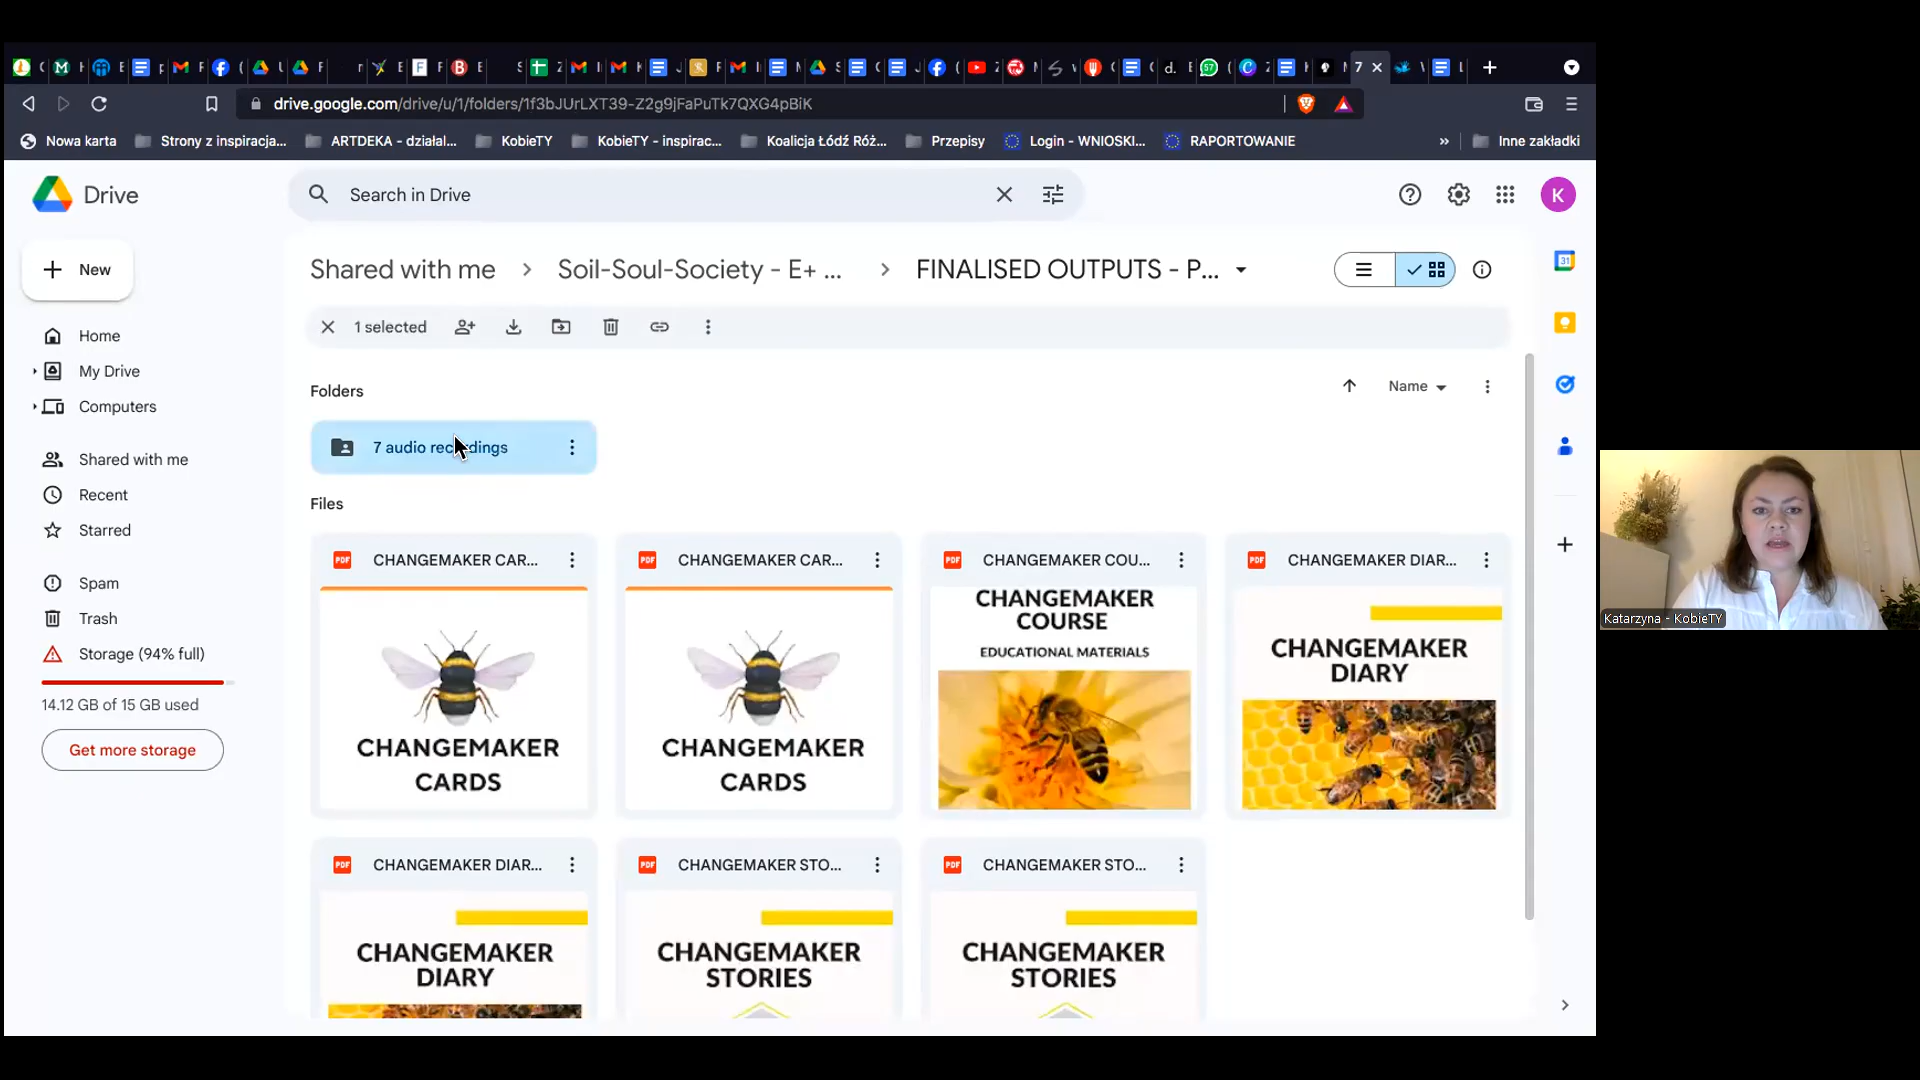 drive.google.com/drive/u/1/folders/1f3bJUrLXT39-Z2g9jFaPuTk7QXG4pBiK
Nowa karta
Strony z inspiracja...
ARTDEKA - działal...
KobieTY
KobieTY - inspirac...
Koalicja Łódź Róż...
Przepisy
Login - WNIOSKI...
RAPORTOWANIE
»
Inne zakładki
Drive
Search in Drive
K
New
Shared with me > Soil-Soul-Society - E+ ... > FINALISED OUTPUTS - P...
1 selected
Home
My Drive
Computers
Shared with me
Recent
Starred
Spam
Trash
Storage (94% full)
14.12 GB of 15 GB used
Get more storage
Folders
Name
7 audio recordings
Files
CHANGEMAKER CAR...
CHANGEMAKER CAR...
CHANGEMAKER COU...
CHANGEMAKER DIAR...
CHANGEMAKER
CARDS
CHANGEMAKER
CARDS
CHANGEMAKER
COURSE
EDUCATIONAL MATERIALS
CHANGEMAKER
DIARY
CHANGEMAKER DIAR...
CHANGEMAKER STO...
CHANGEMAKER STO...
CHANGEMAKER
DIARY
CHANGEMAKER
STORIES
CHANGEMAKER
STORIES
31
Katarzyna - KobieTY